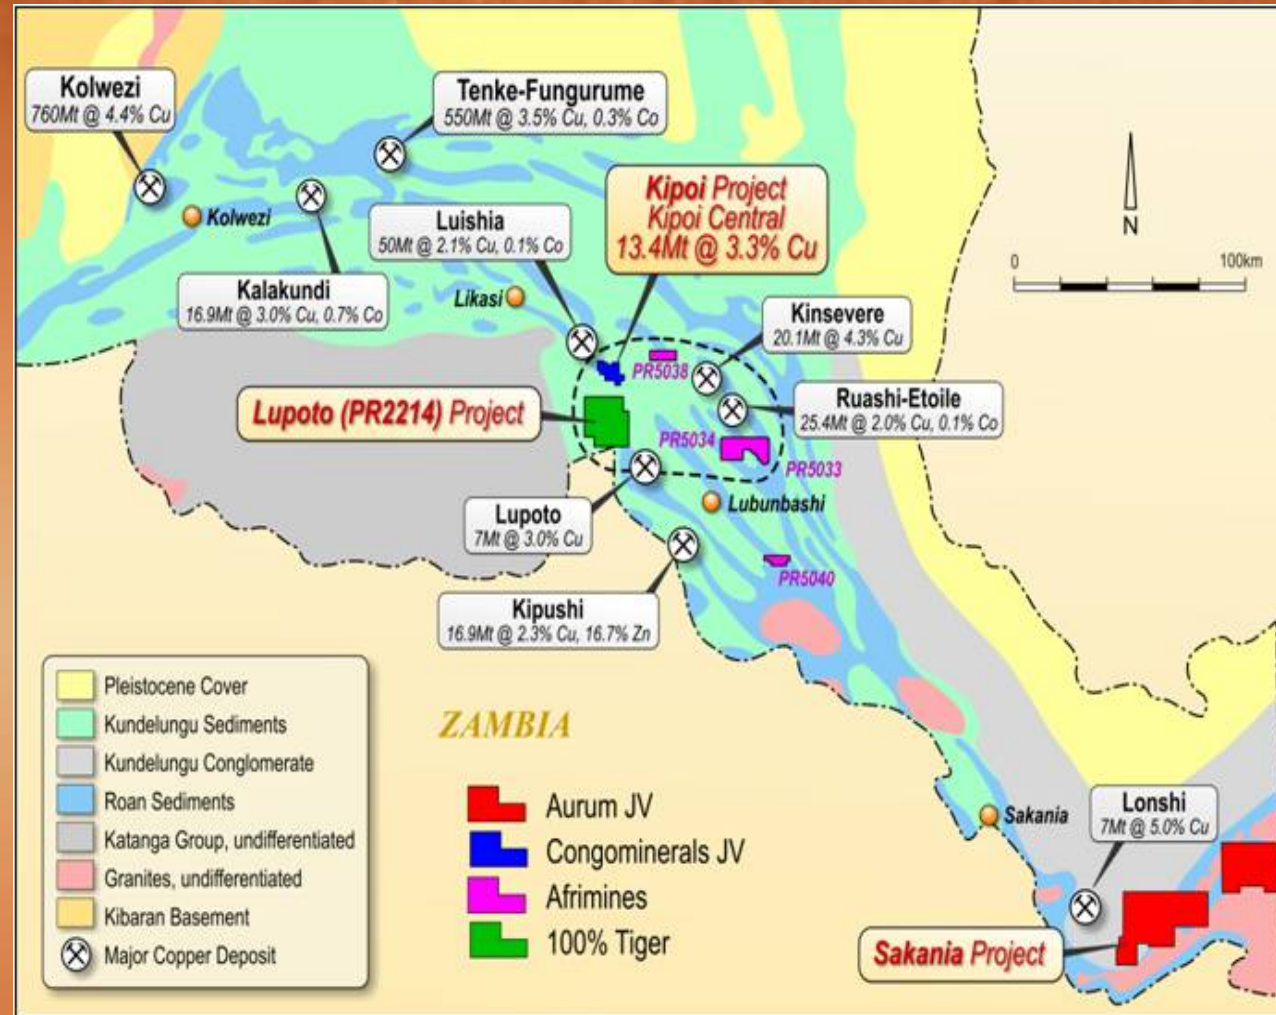 Kolwezi
760Mt @ 4.4% Cu
Tenke-Fungurume
550Mt @ 3.5% Cu, 0.3% Co
Kipoi Project
Kipoi Central
13.4Mt @ 3.3% Cu
Kolwezi
Luishia
50Mt @ 2.1% Cu, 0.1% Co
N
0 100km
Kalakundi
16.9Mt @ 3.0% Cu, 0.7% Co
Likasi
Kinsevere
20.1Mt @ 4.3% Cu
PR5038
Lupoto (PR2214) Project
Ruashi-Etoile
25.4Mt @ 2.0% Cu, 0.1% Co
PR5034
PR5033
Lubunbashi
Lupoto
7Mt @ 3.0% Cu
PR5040
Kipushi
16.9Mt @ 2.3% Cu, 16.7% Zn
Pleistocene Cover
Kundelungu Sediments
Kundelungu Conglomerate
Roan Sediments
Katanga Group, undifferentiated
Granites, undifferentiated
Kibaran Basement
Major Copper Deposit
ZAMBIA
Aurum JV
Congominerals JV
Afrimines
100% Tiger
Sakania
Lonshi
7Mt @ 5.0% Cu
Sakania Project